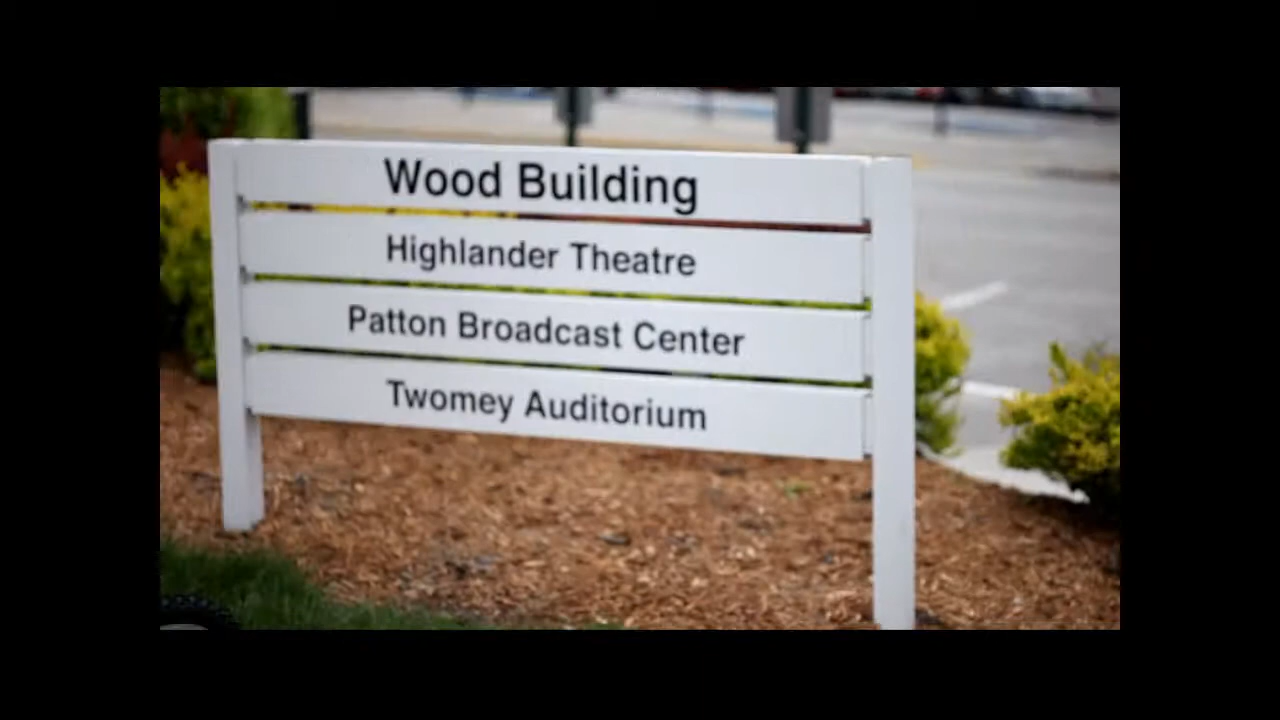 Wood Building
Highlander Theatre
Patton Broadcast Center
Twomey Auditorium